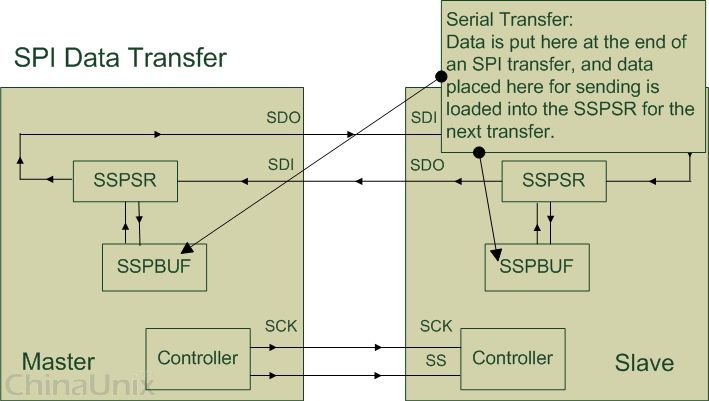 SPI Data Transfer
Serial Transfer:
Data is put here at the end of
an SPI transfer, and data
placed here for sending is
loaded into the SSPSR for the
next transfer.
SDO
SDI
SDI
SDO
SSPSR
SSPSR
SSPBUF
SSPBUF
SCK
SCK
Master
Controller
SS
Controller
Slave
ChinaUnix